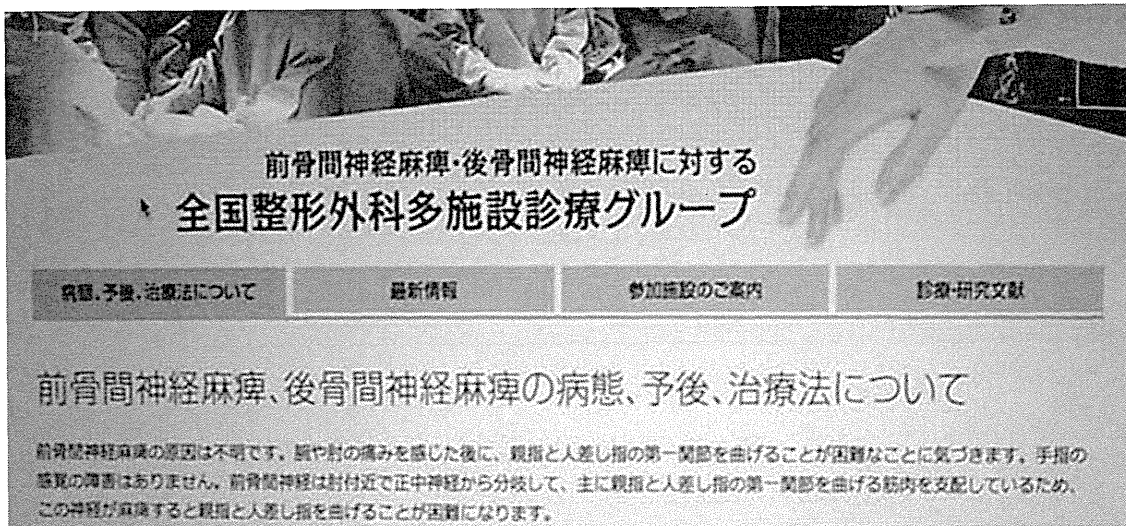 前骨間神経麻痺・後骨間神経麻痺に対する
全国整形外科多施設診療グループ
病態、予後、治療法について
最新情報
参加施設のご案内
診療・研究文献
前骨間神経麻痺、後骨間神経麻痺の病態、予後、治療法について
前骨間神経麻痺の原因は不明です。腕や肘の痛みを感じた後に、親指と人差し指の第一関節を曲げることが困難なことに気づきます。手指の
感覚の障害はありません。前骨間神経は肘付近で正中神経から分岐して、主に親指と人差し指の第一関節を曲げる筋肉を支配しているため、
この神経が麻痺すると親指と人差し指を曲げることが困難になります。